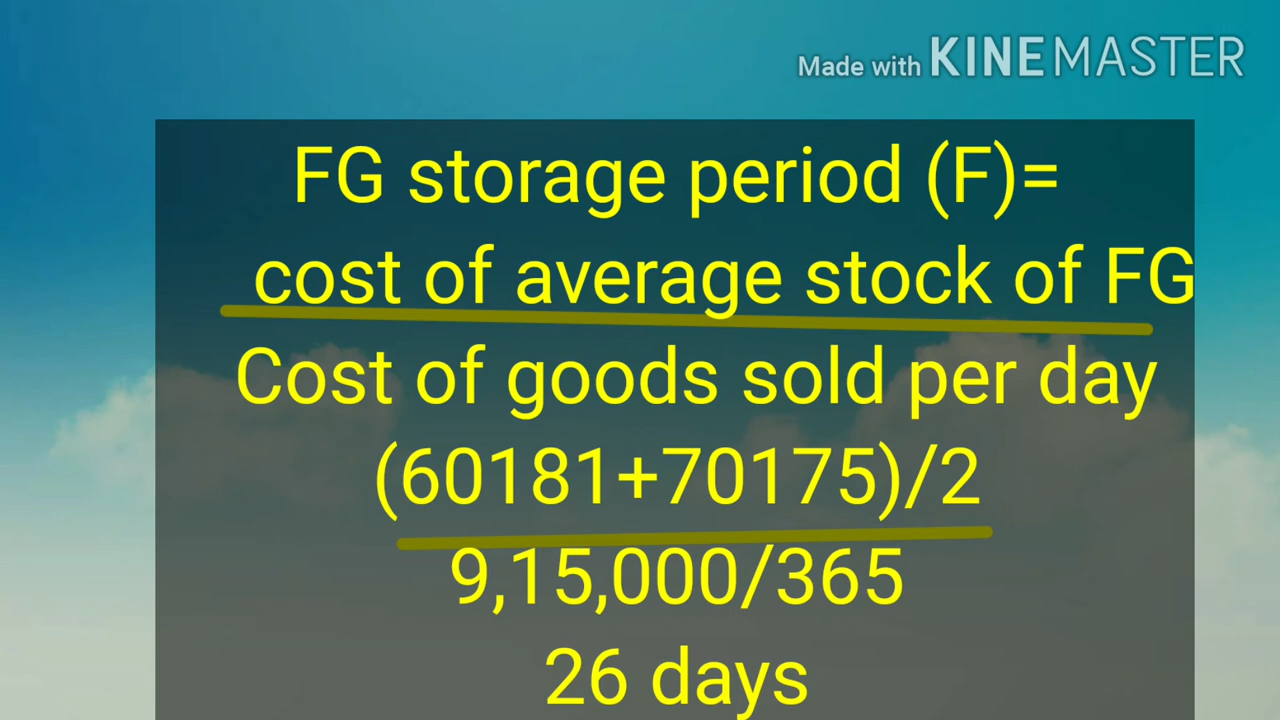 Made with KINEMASTER
FG storage period (F)=
cost of average stock of FG
Cost of goods sold per day
(60181+70175)/2
9,15,000/365
26 days